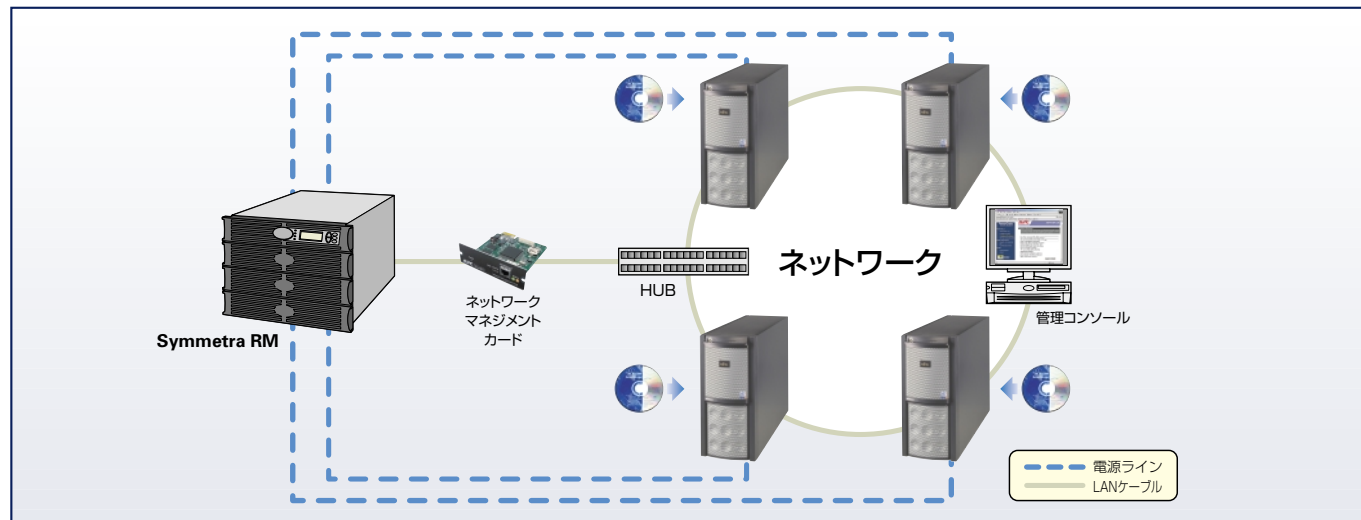 ネットワーク
HUB
ネットワーク
マネジメント
カード
管理コンソール
Symmetra RM
電源ライン
LANケーブル